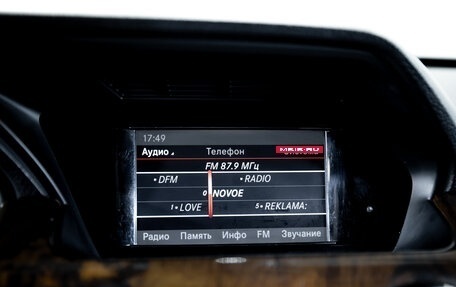 17:49
Аудио Телефон
FM 87.9 МГц
• DFM • RADIO
0 NOVOE
1• LOVE 5• REKLAMA:
Радио Память Инфо FM Звучание